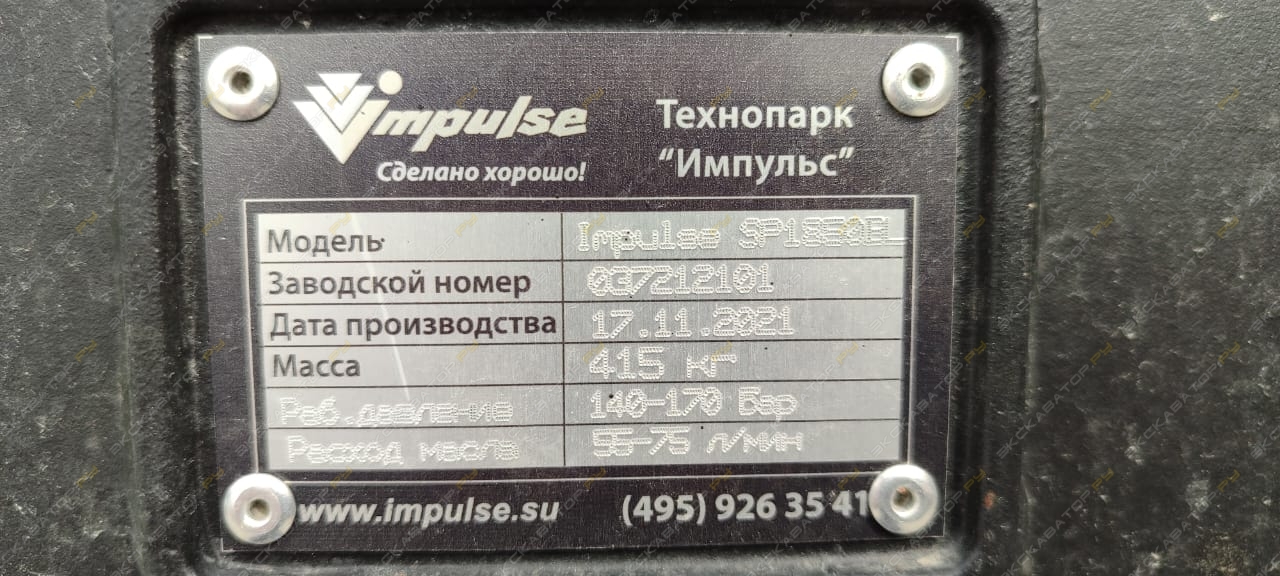 impulse
Сделано хорошо!
Технопарк
"Импульс"
Модель Impulse SP1850BL
Заводской номер 037212101
Дата производства 17.11.2021
Масса 415 кг
Раб.давление 140-170 Бар
Расход масла 55-75 л/мин
www.impulse.su (495) 926 35 41